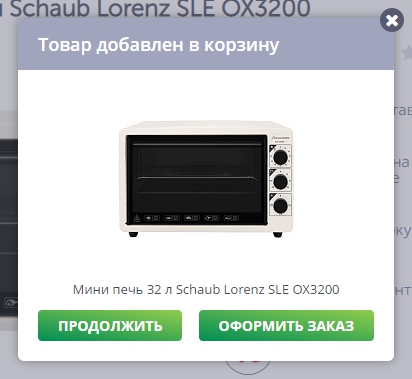 Schaub Lorenz SLE OX3200
Товар добавлен в корзину
Мини печь 32 л Schaub Lorenz SLE OX3200
ПРОДОЛЖИТЬ
ОФОРМИТЬ ЗАКАЗ